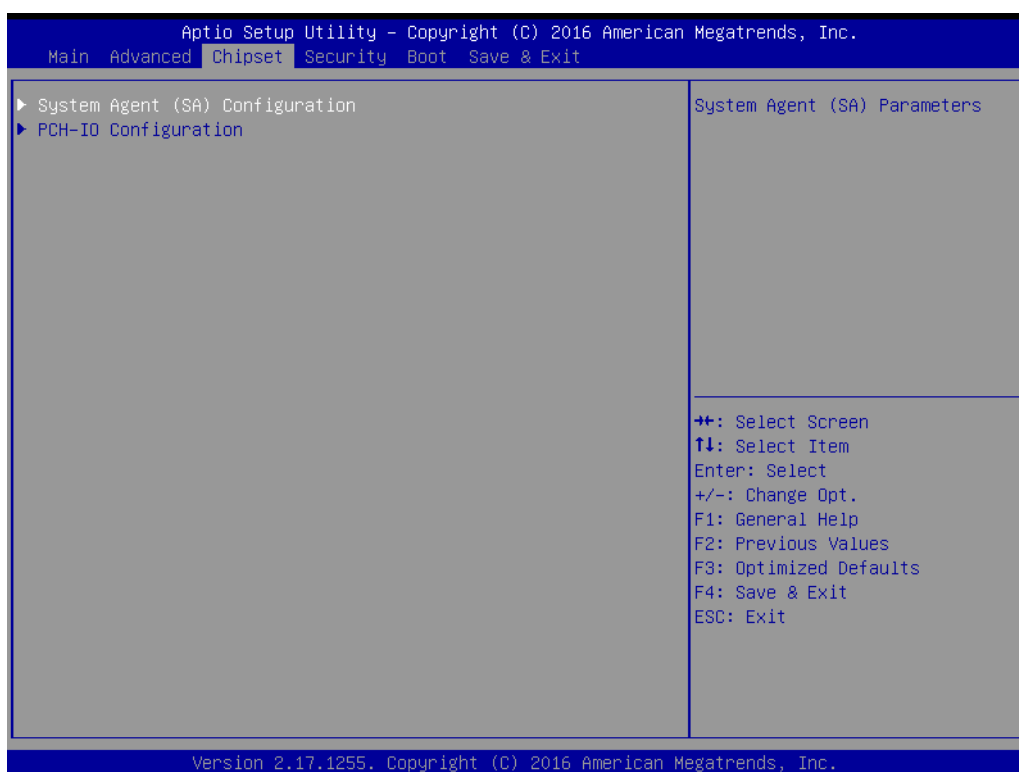 Aptio Setup Utility – Copyright (C) 2016 American Megatrends, Inc.
Main Advanced Chipset Security Boot Save & Exit
System Agent (SA) Configuration
PCH-IO Configuration
System Agent (SA) Parameters
→←: Select Screen
↑↓: Select Item
Enter: Select
+/-: Change Opt.
F1: General Help
F2: Previous Values
F3: Optimized Defaults
F4: Save & Exit
ESC: Exit
Version 2.17.1255. Copyright (C) 2016 American Megatrends, Inc.